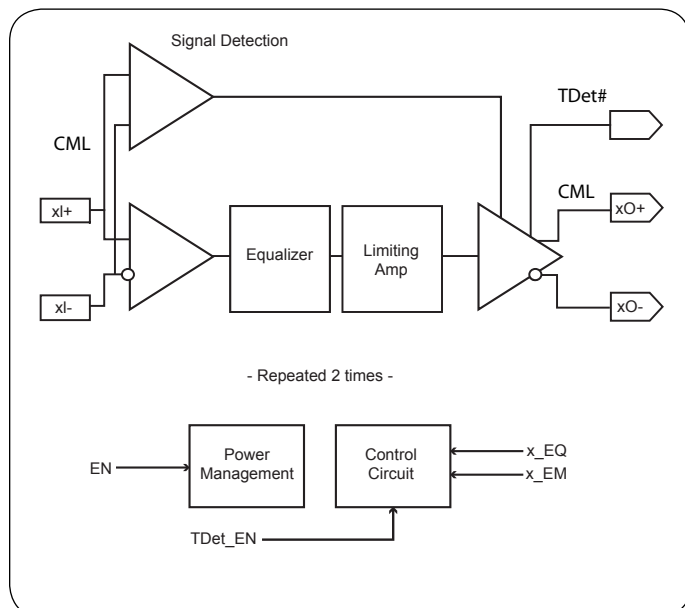 Signal Detection
TDet#
CML
CML
xI+
xO+
Equalizer
Limiting
Amp
xI-
xO-
- Repeated 2 times -
Power
Management
Control
Circuit
EN
x_EQ
x_EM
TDet_EN